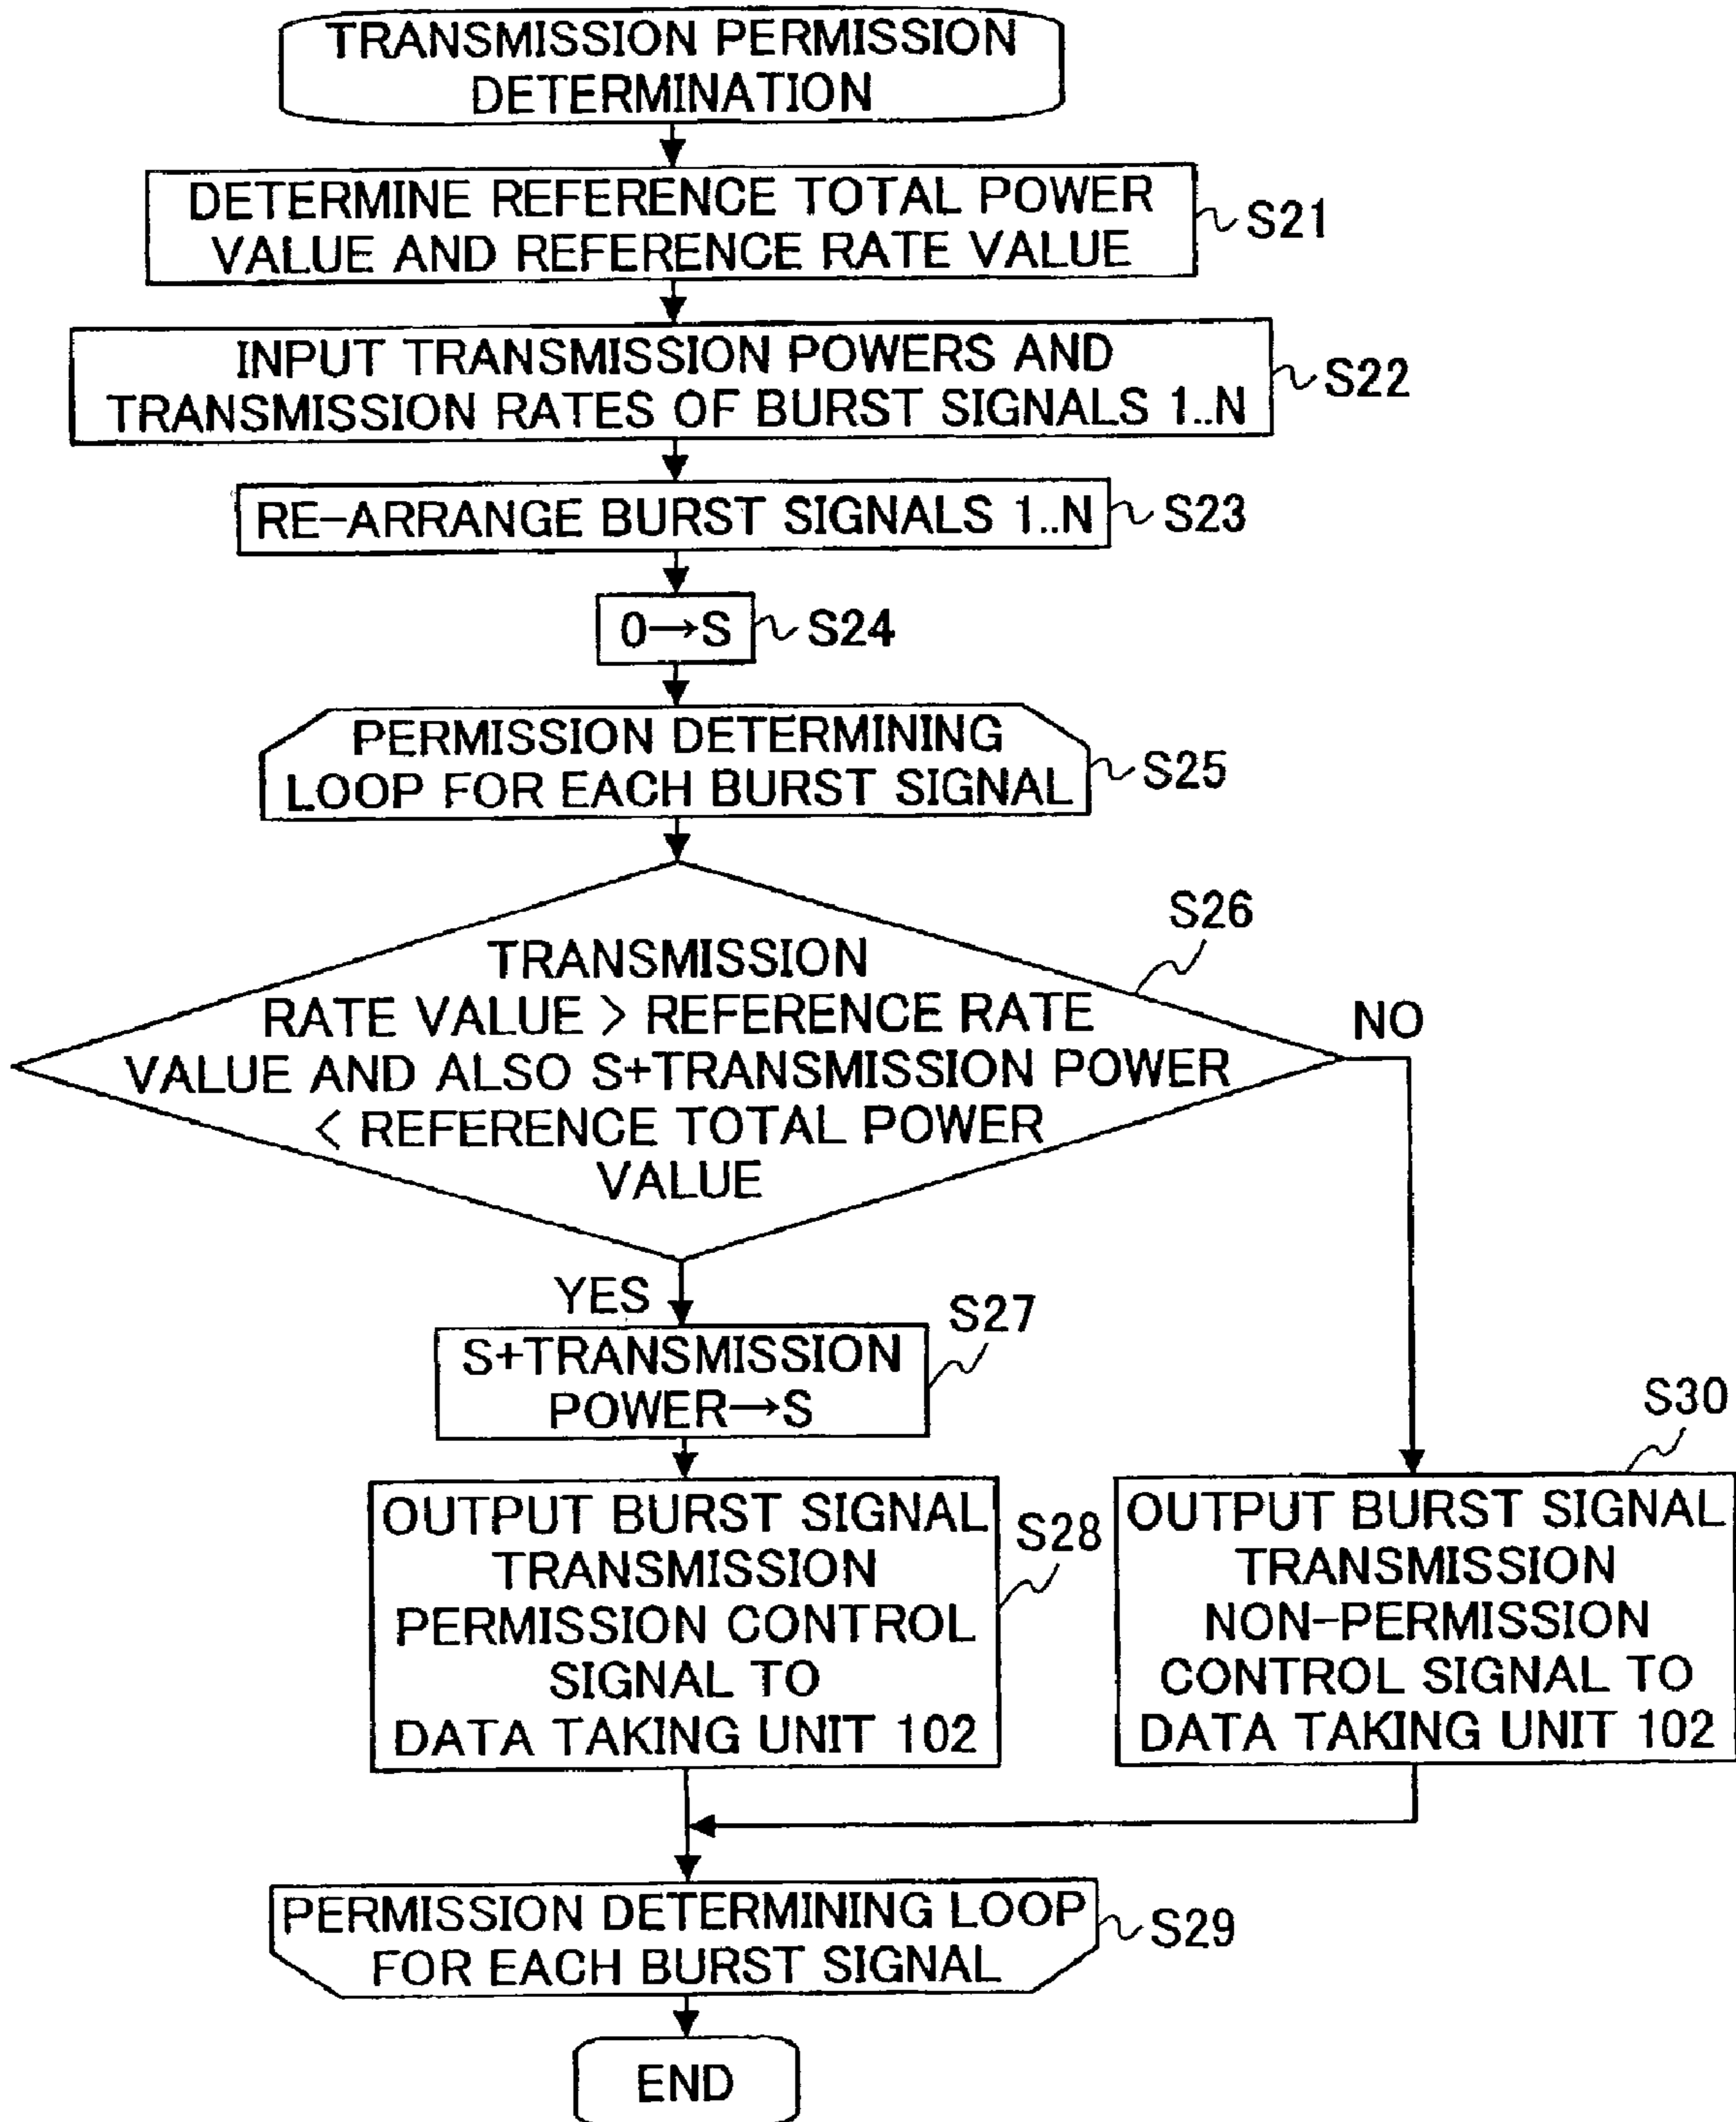 TRANSMISSION PERMISSION
DETERMINATION
DETERMINE REFERENCE TOTAL POWER
VALUE AND REFERENCE RATE VALUE
S21
INPUT TRANSMISSION POWERS AND
TRANSMISSION RATES OF BURST SIGNALS 1..N
S22
RE-ARRANGE BURST SIGNALS 1..N
S23
0→S
S24
PERMISSION DETERMINING
LOOP FOR EACH BURST SIGNAL
S25
S26
TRANSMISSION
RATE VALUE > REFERENCE RATE
VALUE AND ALSO S+TRANSMISSION POWER
< REFERENCE TOTAL POWER
VALUE
NO
YES
S27
S+TRANSMISSION
POWER→S
S28
OUTPUT BURST SIGNAL
TRANSMISSION
PERMISSION CONTROL
SIGNAL TO
DATA TAKING UNIT 102
S30
OUTPUT BURST SIGNAL
TRANSMISSION
NON-PERMISSION
CONTROL SIGNAL TO
DATA TAKING UNIT 102
PERMISSION DETERMINING LOOP
FOR EACH BURST SIGNAL
S29
END